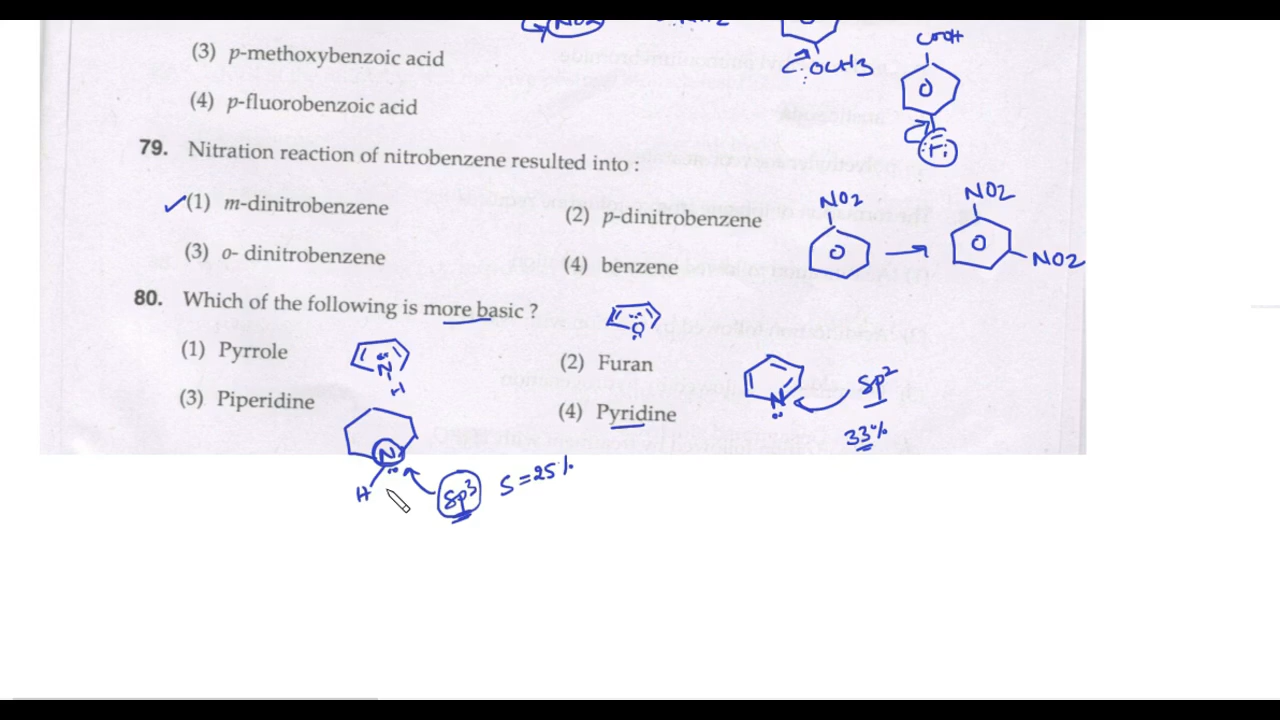 NO2
(3) p-methoxybenzoic acid
OCH3
COOH
(4) p-fluorobenzoic acid
F
79. Nitration reaction of nitrobenzene resulted into :
(1) m-dinitrobenzene
(2) p-dinitrobenzene
NO2
NO2
NO2
(3) o- dinitrobenzene
(4) benzene
80. Which of the following is more basic ?
O
(1) Pyrrole
N
H
(2) Furan
N
sp2
33%
(3) Piperidine
(4) Pyridine
N
H
sp3
S=25%